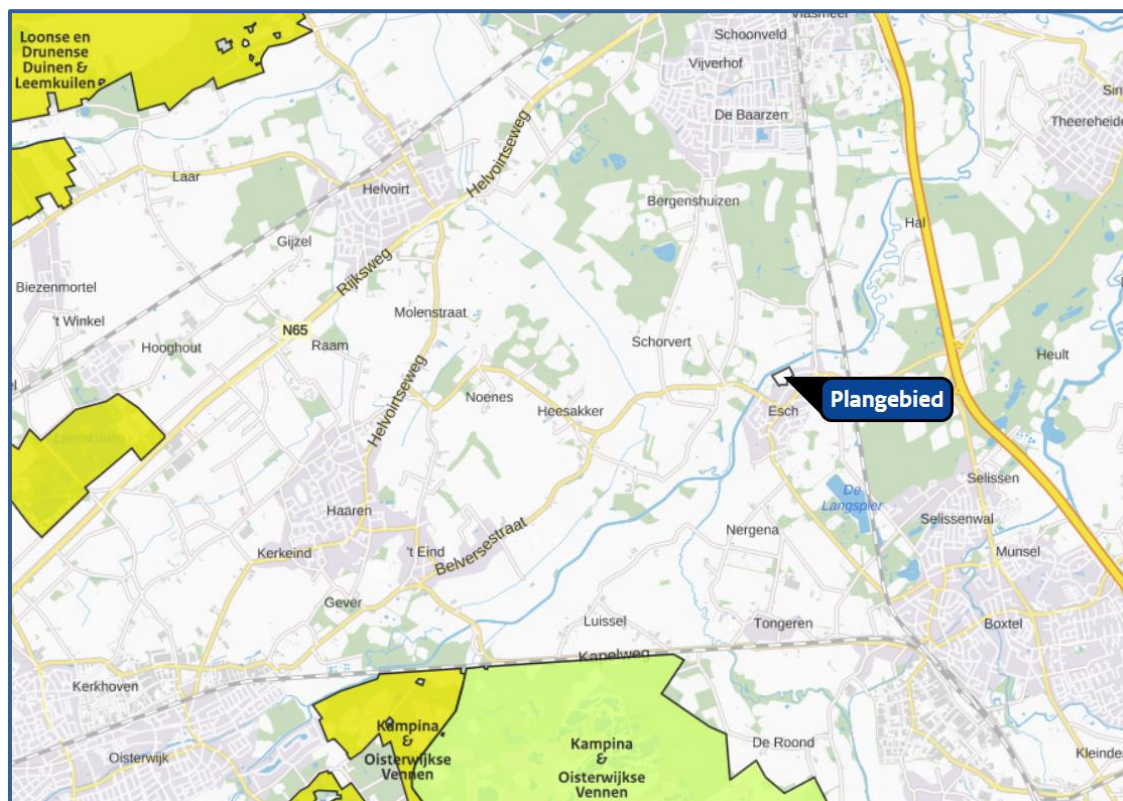 Loonse en
Drunense
Duinen &
Leemkuilen
Vlasmeer
Schoonveld
Vijverhof
De Baarzen
Theereheide
Laar
Helvoirt
Helvoirtseweg
Bergenshuizen
Hal
Gijzel
Rijksweg
Biezenmortel
't Winkel
Molenstraat
N65
Raam
Hooghout
Schorvert
Heult
Helvoirtseweg
Noenes
Heesakker
Esch
Plangebied
Leemkuilen
De
Langspier
Selissen
Selissenwal
Haaren
Nergena
Munsel
Kerkeind
't Eind
Belversestraat
Gever
Luissel
Tongeren
Boxtel
Kapelweg
Kerkhoven
Oisterwijk
Kampina
&
Oisterwijkse
Vennen
Kampina
&
Oisterwijkse
Vennen
De Roond